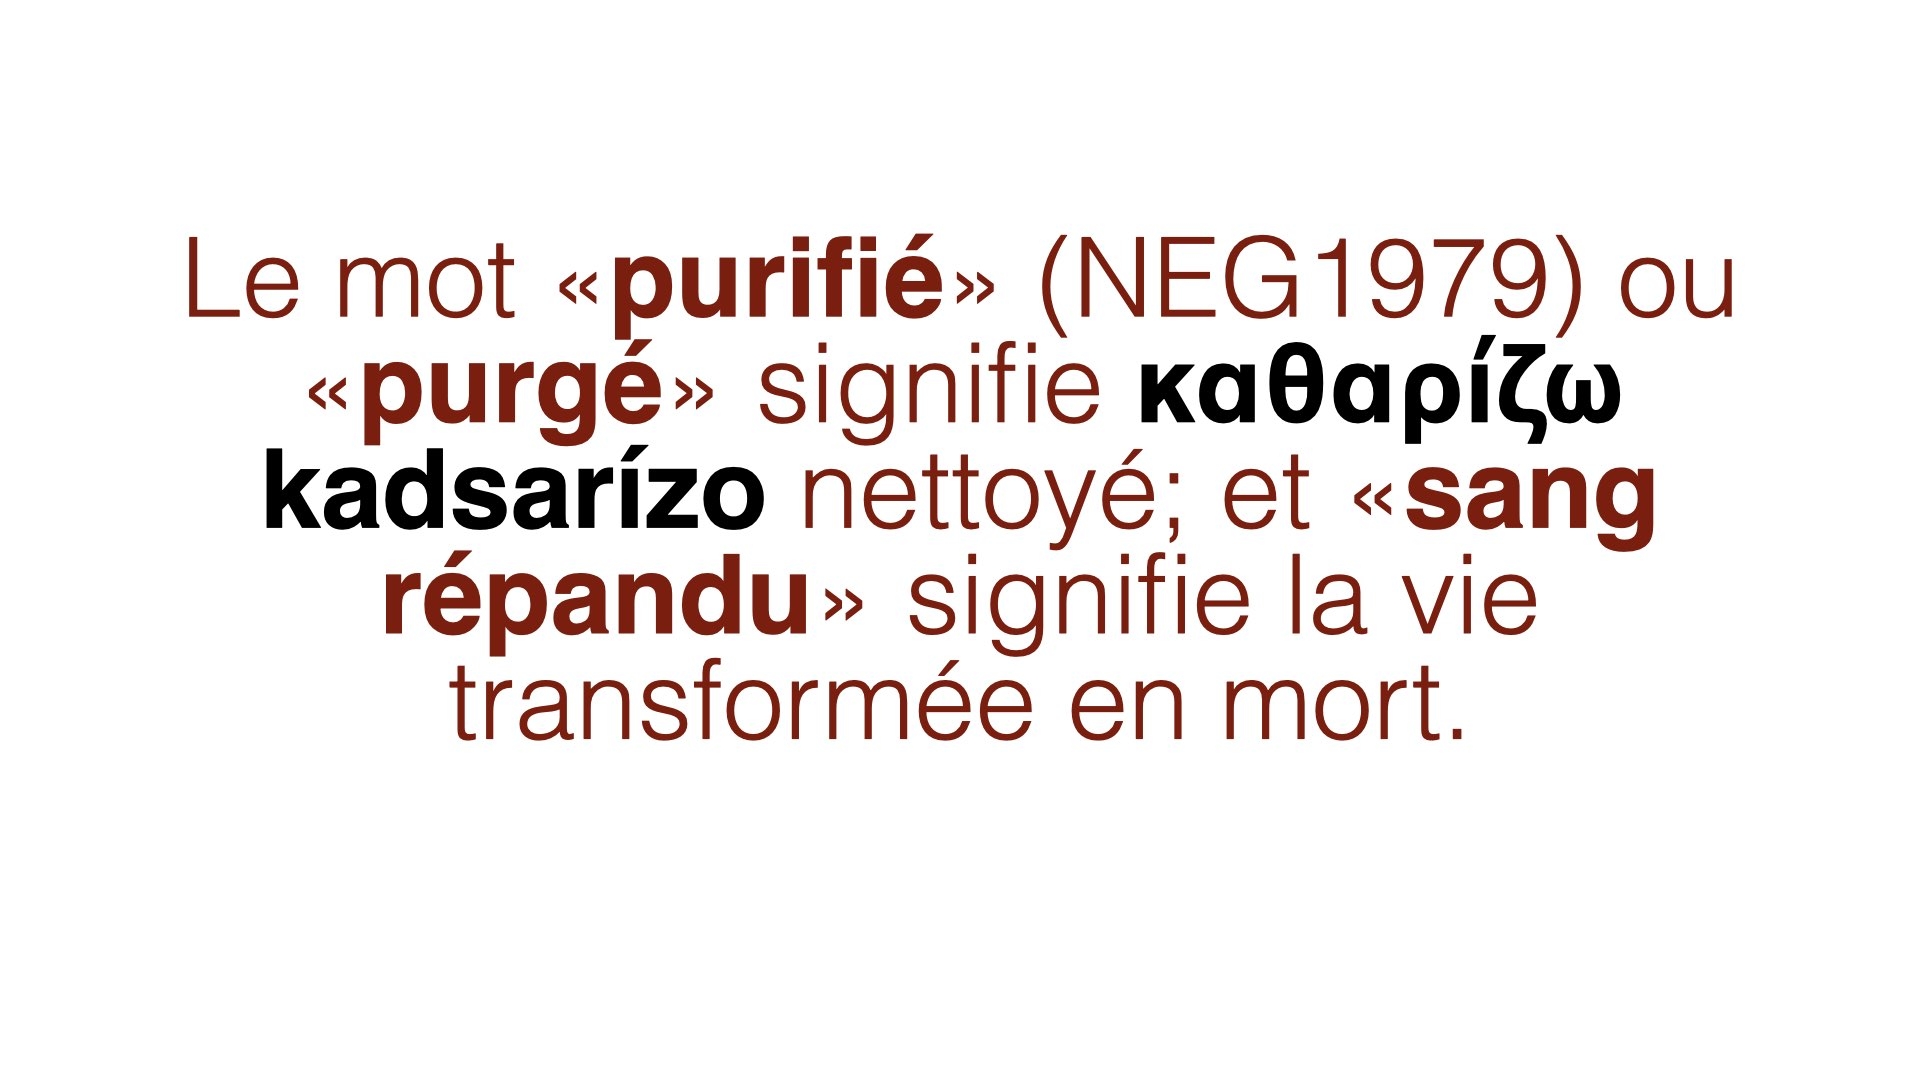 Le mot «purifié» (NEG1979) ou
«purgé» signifie καθαρίζω
kadsarízo nettoyé; et «sang
répandu» signifie la vie
transformée en mort.